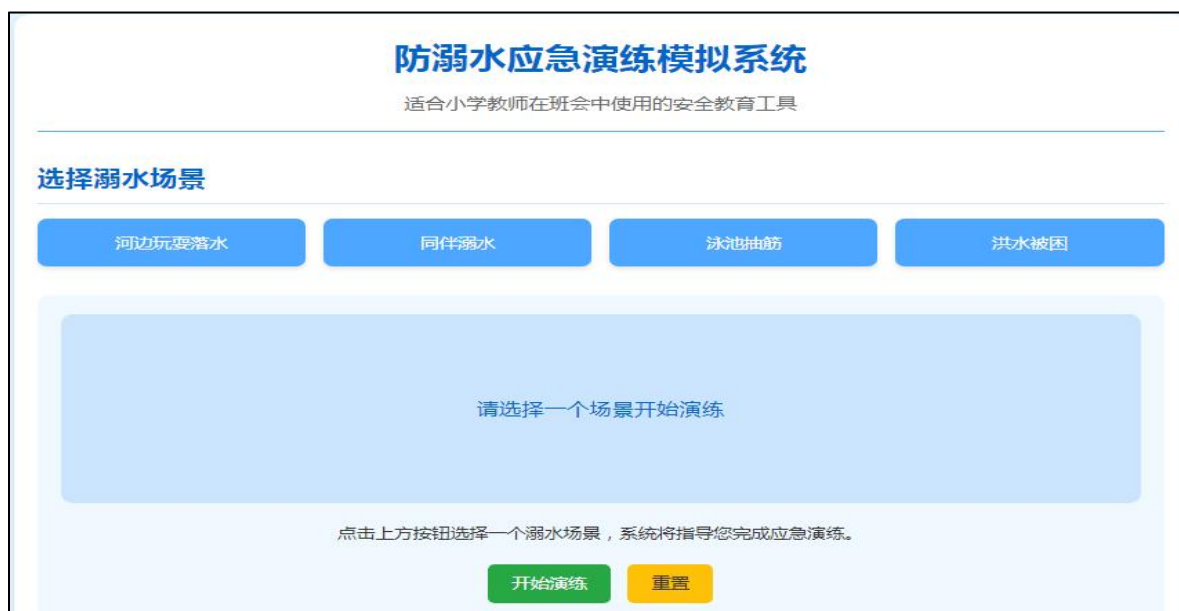 防溺水应急演练模拟系统
适合小学教师在班会中使用的安全教育工具
选择溺水场景
河边玩耍落水 同伴溺水 泳池抽筋 洪水被困
请选择一个场景开始演练
点击上方按钮选择一个溺水场景，系统将指导您完成应急演练。
开始演练 重置